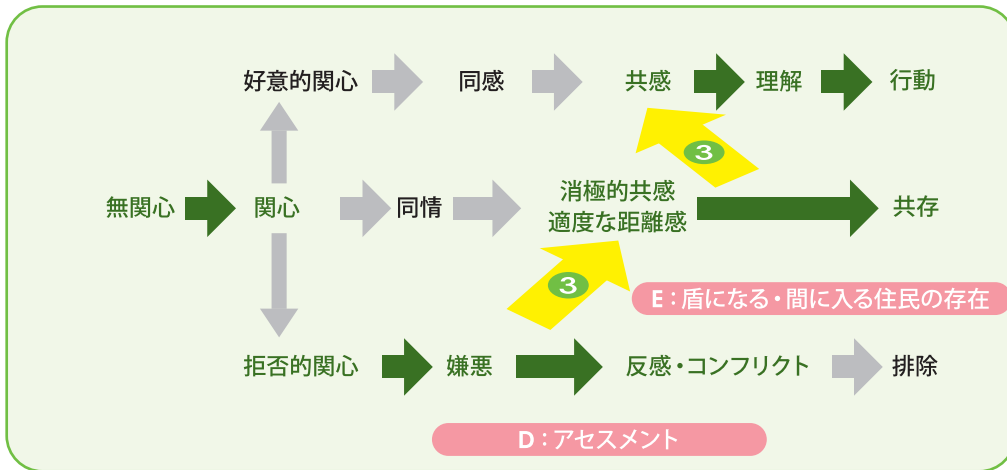 好意的関心
同感
共感
理解
行動
3
無関心
関心
同情
消極的共感
適度な距離感
共存
3
E：盾になる・間に入る住民の存在
拒否的関心
嫌悪
反感・コンフリクト
排除
D：アセスメント